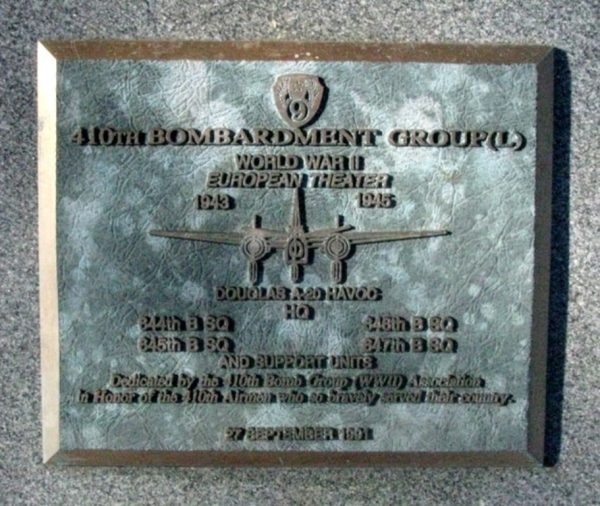 410TH BOMBARDMENT GROUP(L)
WORLD WAR II
EUROPEAN THEATER
1943 1945
DOUGLAS A-20 HAVOC
HQ
644th B SQ 646th B SQ
645th B SQ 647th B SQ
AND SUPPORT UNITS
Dedicated by the 410th Bomb Group (WWII) Association
In Honor of the 410th Airmen who so bravely served their country.
27 SEPTEMBER 1991